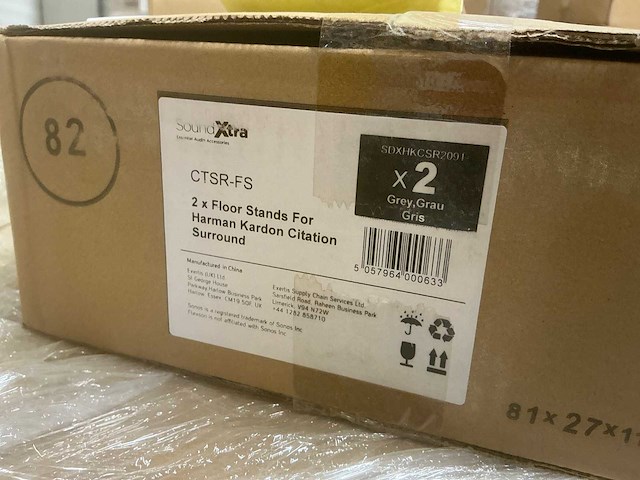 82
SoundXtra
Essential Audio Accessories
SDXHKCSR2091
CTSR-FS
x 2
Grey,Grau
Gris
2 x Floor Stands For
Harman Kardon Citation
Surround
5 057964 000633
Manufactured in China
Exertis (UK) Ltd
St George House
Parkway, Harlow Business Park
Harlow Essex CM19 5QF UK
Exertis Supply Chain Services Ltd.
Sarsfield Road, Raheen Business Park
Limerick, V94 N72W
+44 1282 858710
Sonos is a registered trademark of Sonos Inc
Flexson is not affiliated with Sonos Inc
81x27x1